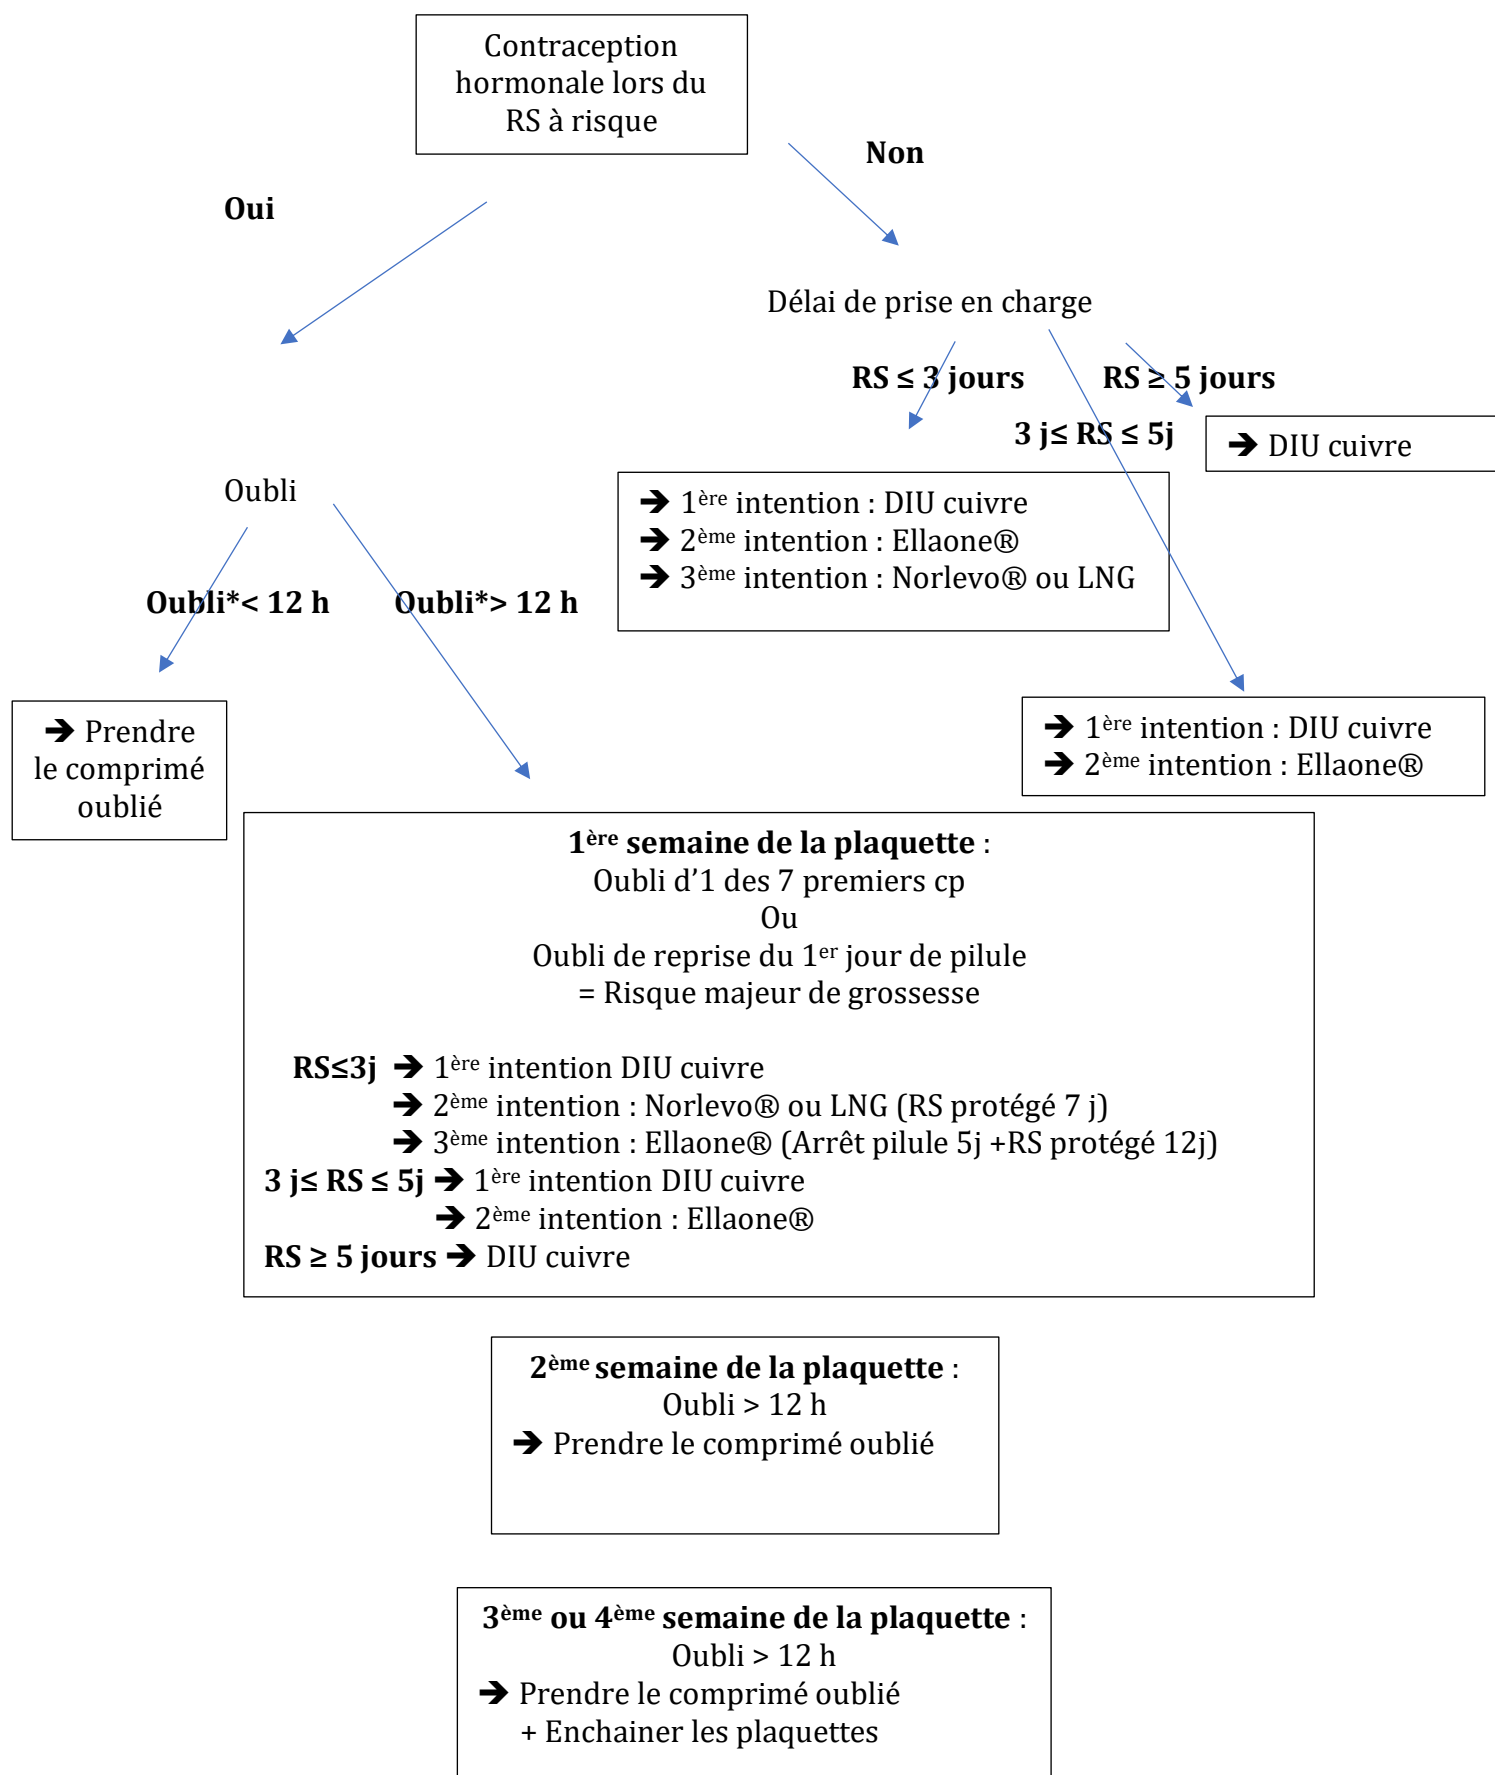 Contraception
hormonale lors du
RS à risque
Non
Oui
Délai de prise en charge
RS ≤ 3 jours
RS ≥ 5 jours
3 j≤ RS ≤ 5j
➔ DIU cuivre
Oubli
➔ 1ère intention : DIU cuivre
➔ 2ème intention : Ellaone®
➔ 3ème intention : Norlevo® ou LNG
Oubli*< 12 h
Oubli*> 12 h
➔ Prendre
le comprimé
oublié
➔ 1ère intention : DIU cuivre
➔ 2ème intention : Ellaone®
1ère semaine de la plaquette :
Oubli d’1 des 7 premiers cp
Ou
Oubli de reprise du 1er jour de pilule
= Risque majeur de grossesse
RS≤3j ➔ 1ère intention DIU cuivre
➔ 2ème intention : Norlevo® ou LNG (RS protégé 7 j)
➔ 3ème intention : Ellaone® (Arrêt pilule 5j +RS protégé 12j)
3 j≤ RS ≤ 5j ➔ 1ère intention DIU cuivre
➔ 2ème intention : Ellaone®
RS ≥ 5 jours ➔ DIU cuivre
2ème semaine de la plaquette :
Oubli > 12 h
➔ Prendre le comprimé oublié
3ème ou 4ème semaine de la plaquette :
Oubli > 12 h
➔ Prendre le comprimé oublié
+ Enchainer les plaquettes